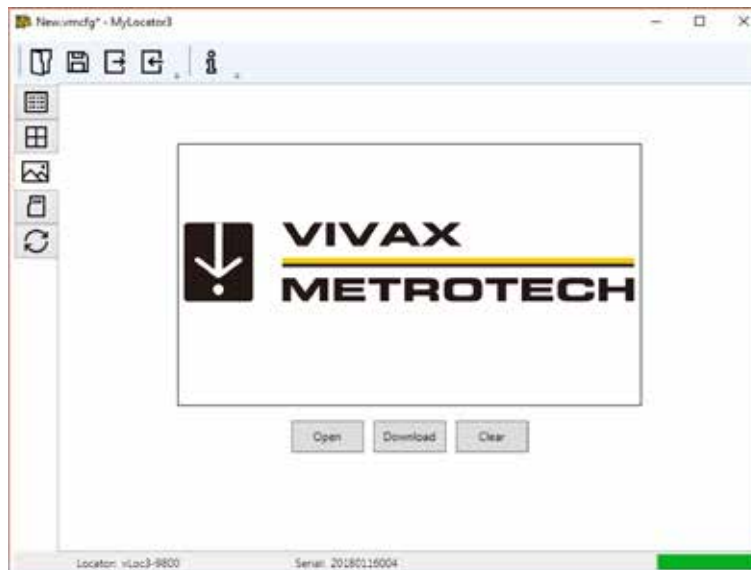 New.vmcfg* - MyLocator3
VIVAX
METROTECH
Open Download Clear
Locator: vLoc3-9800 Serial: 20180116004